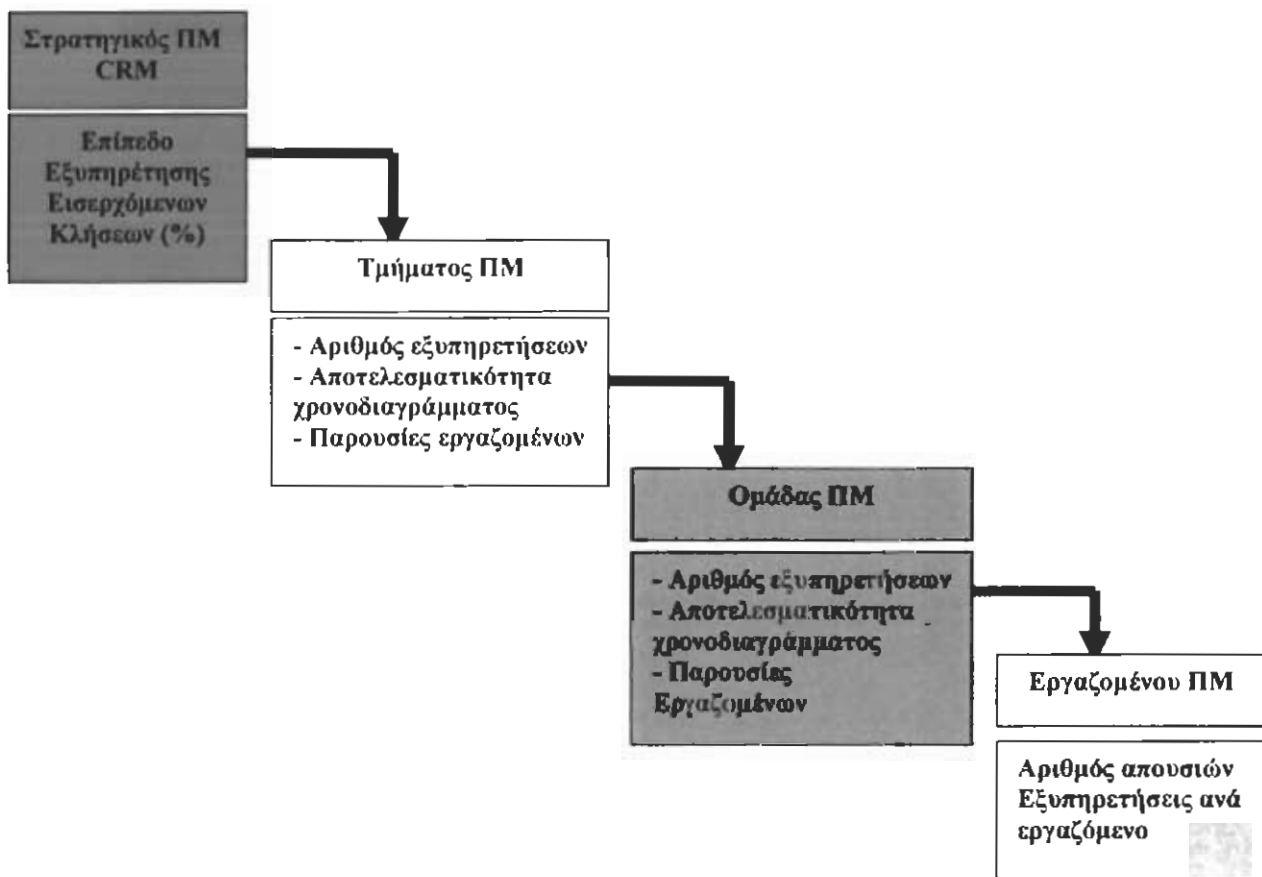 Στρατηγικός ΠΜ
CRM
Επίπεδο
Εξυπηρέτησης
Εισερχόμενων
Κλήσεων (%)
Τμήματος ΠΜ
- Αριθμός εξυπηρετήσεων
- Αποτελεσματικότητα
χρονοδιαγράμματος
- Παρουσίες εργαζομένων
Ομάδας ΠΜ
- Αριθμός εξυπηρετήσεων
- Αποτελεσματικότητα
χρονοδιαγράμματος
- Παρουσίες
Εργαζομένων
Εργαζομένου ΠΜ
Αριθμός απουσιών
Εξυπηρετήσεις ανά
εργαζόμενο